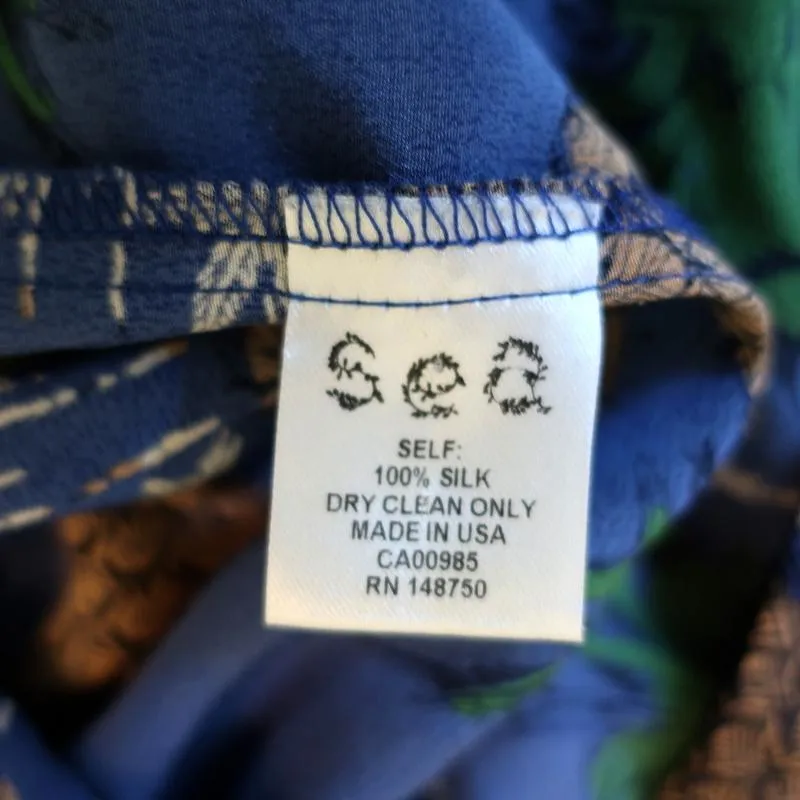 Sea
SELF:
100% SILK
DRY CLEAN ONLY
MADE IN USA
CA00985
RN 148750